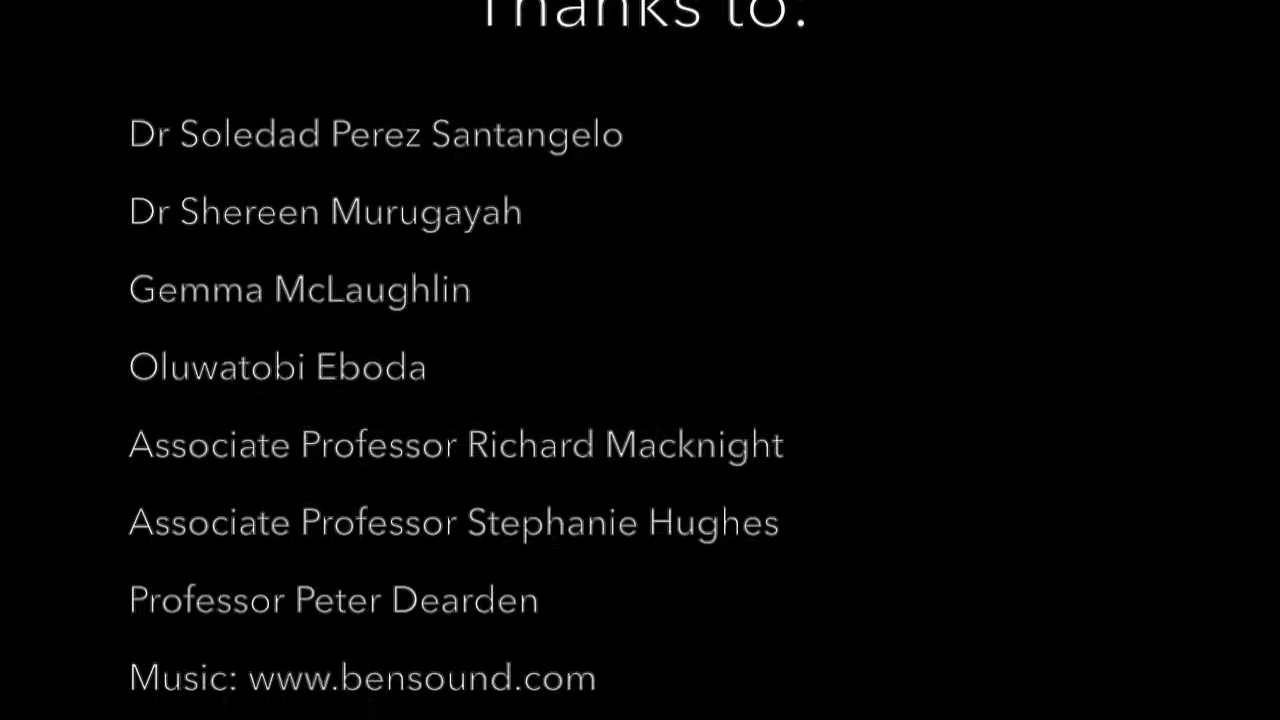 Thanks to:
Dr Soledad Perez Santangelo
Dr Shereen Murugayah
Gemma McLaughlin
Oluwatobi Eboda
Associate Professor Richard Macknight
Associate Professor Stephanie Hughes
Professor Peter Dearden
Music: www.bensound.com